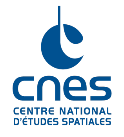 cnes
CENTRE NATIONAL
D'ÉTUDES SPATIALES